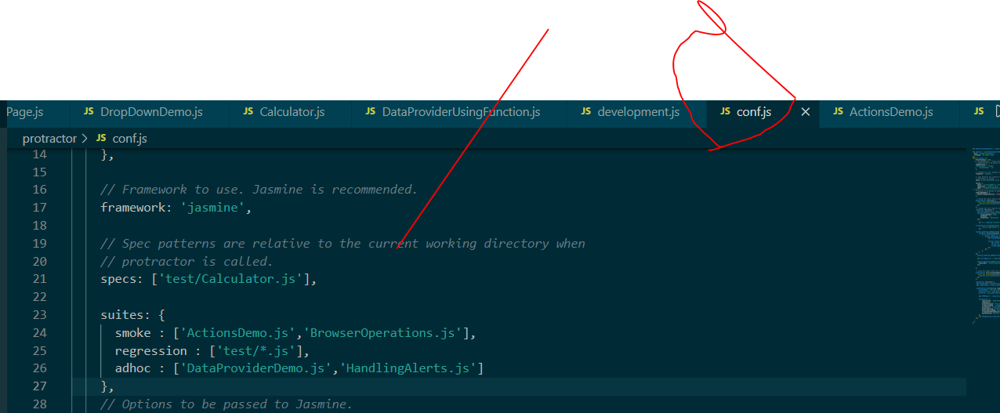 Page.js JS DropDownDemo.js JS Calculator.js JS DataProviderUsingFunction.js JS development.js JS conf.js × JS ActionsDemo.js JS
protractor > JS conf.js
14 },
15
16 // Framework to use. Jasmine is recommended.
17 framework: 'jasmine',
18
19 // Spec patterns are relative to the current working directory when
20 // protractor is called.
21 specs: ['test/Calculator.js'],
22
23 suites: {
24 smoke : ['ActionsDemo.js','BrowserOperations.js'],
25 regression : ['test/*.js'],
26 adhoc : ['DataProviderDemo.js','HandlingAlerts.js']
27 },
28 // Options to be passed to Jasmine.